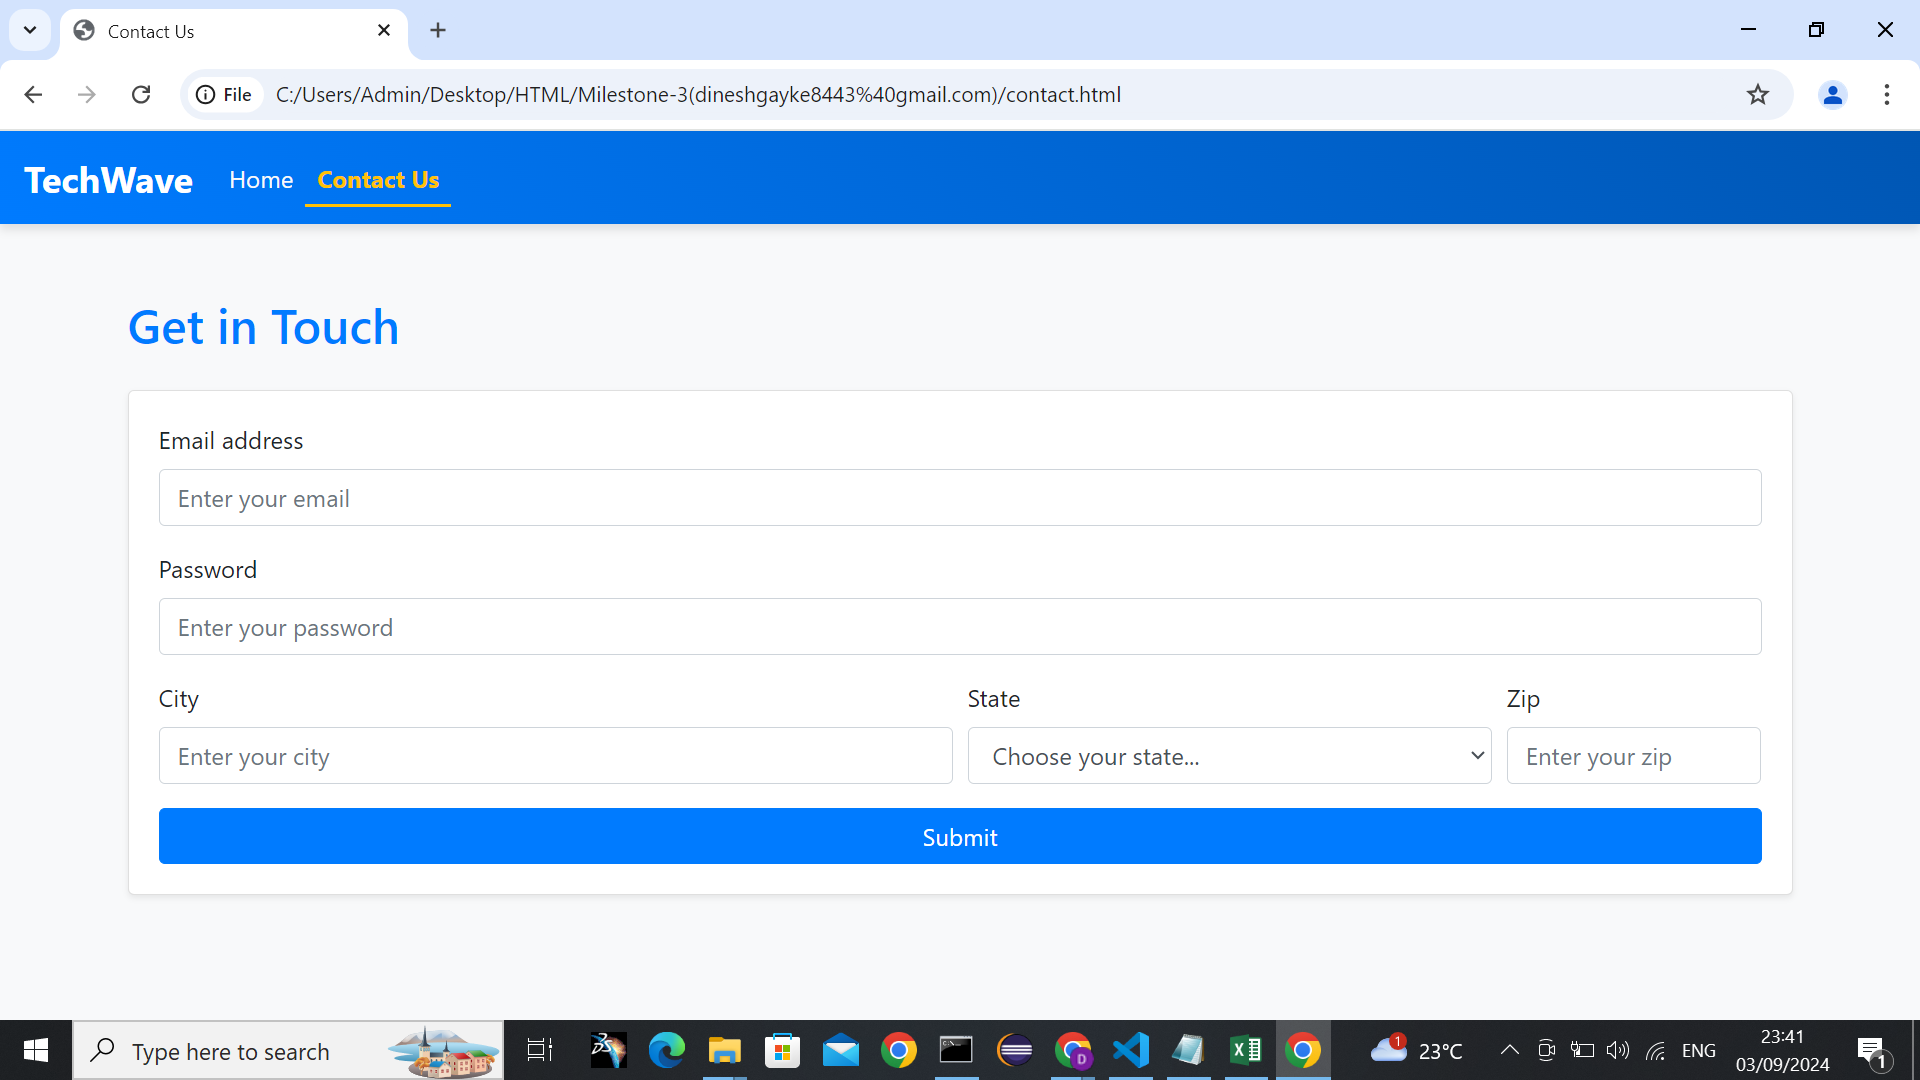 Contact Us
File C:/Users/Admin/Desktop/HTML/Milestone-3(dineshgayke8443%40gmail.com)/contact.html
TechWave Home Contact Us
Get in Touch
Email address
Enter your email
Password
Enter your password
City State Zip
Enter your city Choose your state... Enter your zip
Submit
Type here to search 1 23°C ENG 23:41
03/09/2024 1